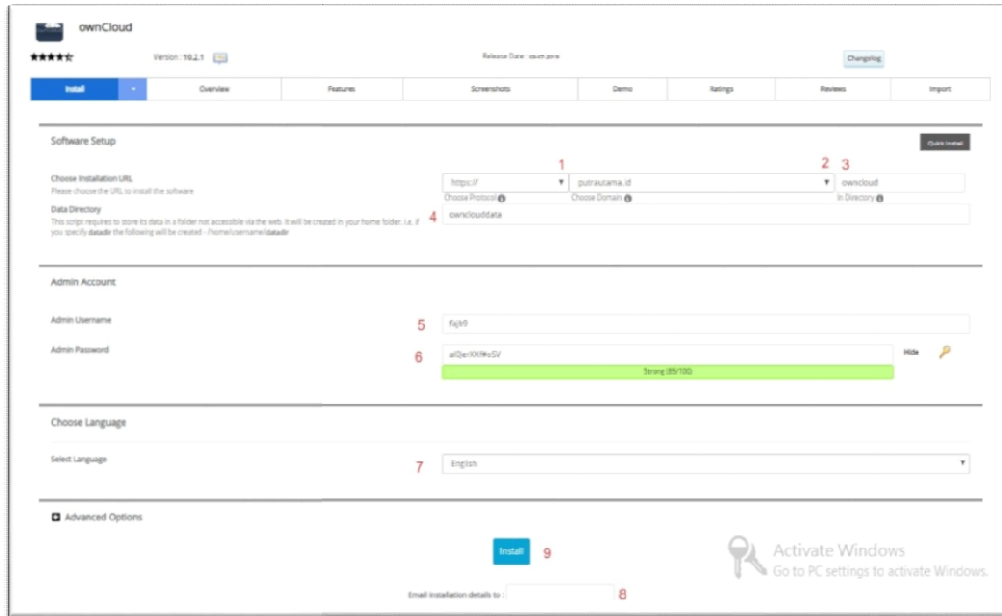 ownCloud
Version : 10.2.1
Release Date :
Changelog
Install + Overview Features Screenshots Demo Ratings Reviews Import
Software Setup
Quick Install
Choose Installation URL
Please choose the URL to install the software
1 2 3
https:// putrautama.id owncloud
Choose Protocol Choose Domain In Directory
Data Directory
This script requires to store its data in a folder not accessible via the web. It will be created in your home folder. i.e. if
you specify datadir the following will be created - /home/username/datadir
4 ownclouddata
Admin Account
Admin Username
5
Admin Password
6
Hide
Strong (85/100)
Choose Language
Select Language
7 English
Advanced Options
Install 9
Email installation details to : 8
Activate Windows
Go to PC settings to activate Windows.